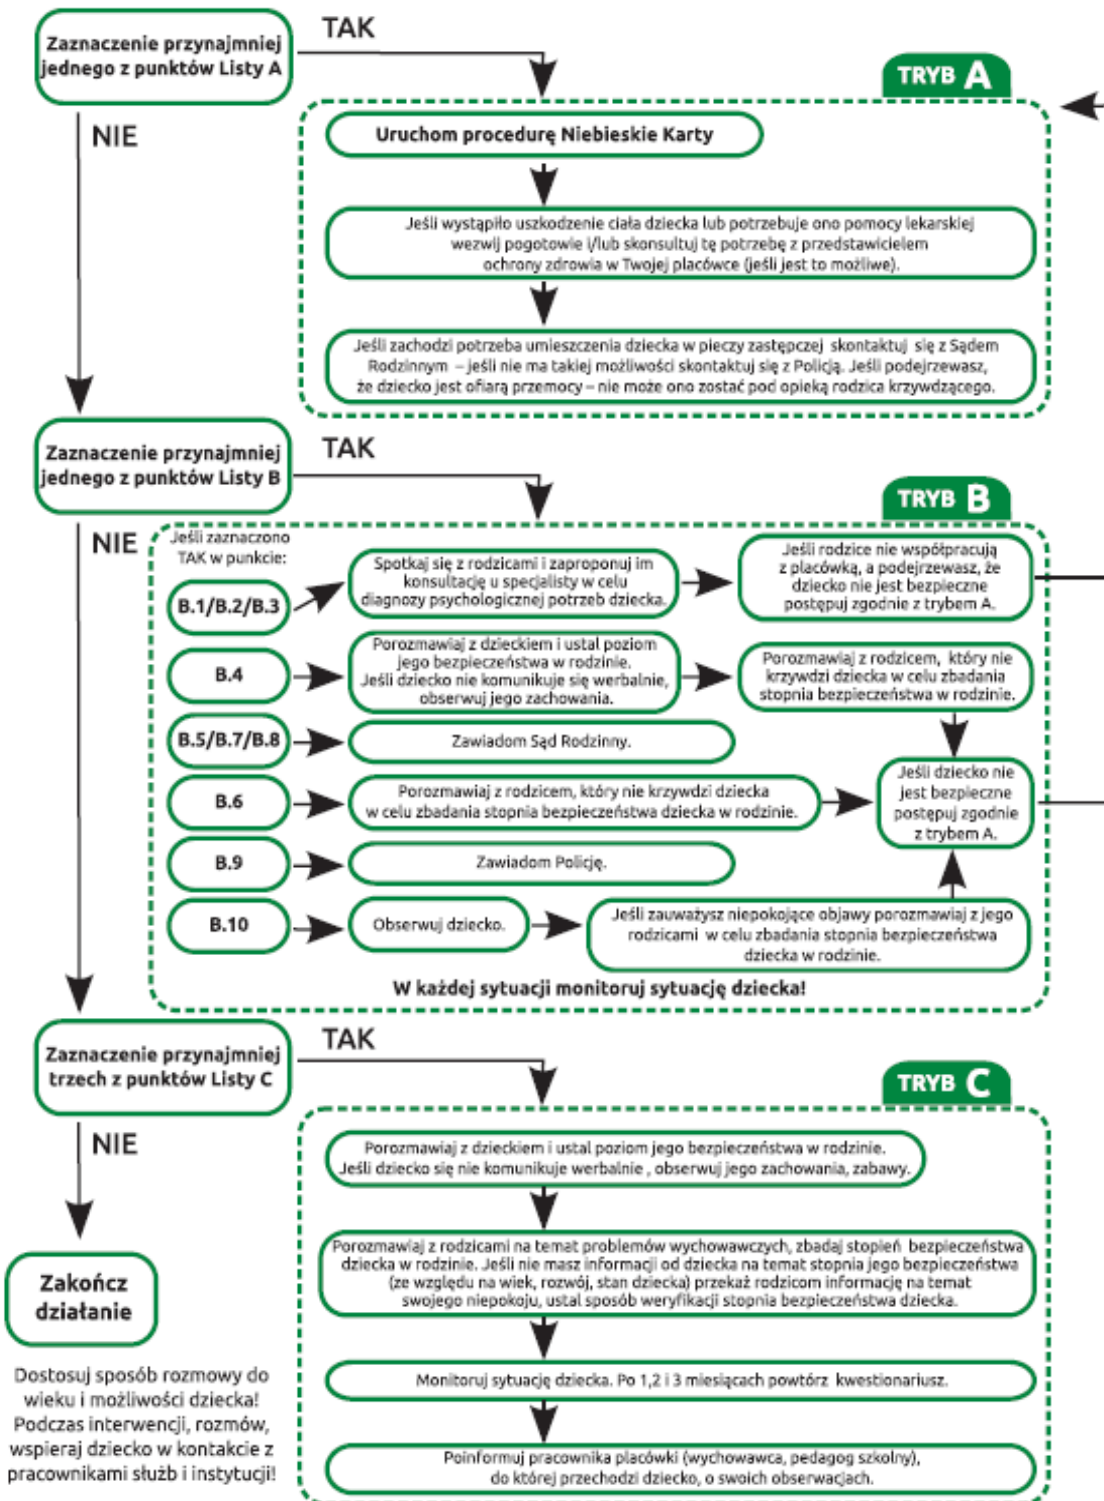 Zaznaczenie przynajmniej
jednego z punktów Listy A
TAK
NIE
TRYB A
Uruchom procedurę Niebieskie Karty
Jeśli wystąpiło uszkodzenie ciała dziecka lub potrzebuje ono pomocy lekarskiej
wezwij pogotowie i/lub skonsultuj tę potrzebę z przedstawicielem
ochrony zdrowia w Twojej placówce (jeśli jest to możliwe).
Jeśli zachodzi potrzeba umieszczenia dziecka w pieczy zastępczej skontaktuj się z Sądem
Rodzinnym – jeśli nie ma takiej możliwości skontaktuj się z Policją. Jeśli podejrzewasz,
że dziecko jest ofiarą przemocy – nie może ono zostać pod opieką rodzica krzywdzącego.
Zaznaczenie przynajmniej
jednego z punktów Listy B
TAK
NIE
TRYB B
Jeśli zaznaczono
TAK w punkcie:
B.1/B.2/B.3
Spotkaj się z rodzicami i zaproponuj im
konsultację u specjalisty w celu
diagnozy psychologicznej potrzeb dziecka.
Jeśli rodzice nie współpracują
z placówką, a podejrzewasz, że
dziecko nie jest bezpieczne
postępuj zgodnie z trybem A.
B.4
Porozmawiaj z dzieckiem i ustal poziom
jego bezpieczeństwa w rodzinie.
Jeśli dziecko nie komunikuje się werbalnie,
obserwuj jego zachowania.
Porozmawiaj z rodzicem, który nie
krzywdzi dziecka w celu zbadania
stopnia bezpieczeństwa w rodzinie.
B.5/B.7/B.8
Zawiadom Sąd Rodzinny.
B.6
Porozmawiaj z rodzicem, który nie krzywdzi dziecka
w celu zbadania stopnia bezpieczeństwa dziecka w rodzinie.
Jeśli dziecko nie
jest bezpieczne
postępuj zgodnie
z trybem A.
B.9
Zawiadom Policję.
B.10
Obserwuj dziecko.
Jeśli zauważysz niepokojące objawy porozmawiaj z jego
rodzicami w celu zbadania stopnia bezpieczeństwa
dziecka w rodzinie.
W każdej sytuacji monitoruj sytuację dziecka!
Zaznaczenie przynajmniej
trzech z punktów Listy C
TAK
NIE
TRYB C
Porozmawiaj z dzieckiem i ustal poziom jego bezpieczeństwa w rodzinie.
Jeśli dziecko się nie komunikuje werbalnie , obserwuj jego zachowania, zabawy.
Porozmawiaj z rodzicami na temat problemów wychowawczych, zbadaj stopień bezpieczeństwa
dziecka w rodzinie. Jeśli nie masz informacji od dziecka na temat stopnia jego bezpieczeństwa
(ze względu na wiek, rozwój, stan dziecka) przekaż rodzicom informację na temat
swojego niepokoju, ustal sposób weryfikacji stopnia bezpieczeństwa dziecka.
Monitoruj sytuację dziecka. Po 1,2 i 3 miesiącach powtórz kwestionariusz.
Poinformuj pracownika placówki (wychowawca, pedagog szkolny),
do której przechodzi dziecko, o swoich obserwacjach.
Zakończ
działanie
Dostosuj sposób rozmowy do
wieku i możliwości dziecka!
Podczas interwencji, rozmów,
wspieraj dziecko w kontakcie z
pracownikami służb i instytucji!